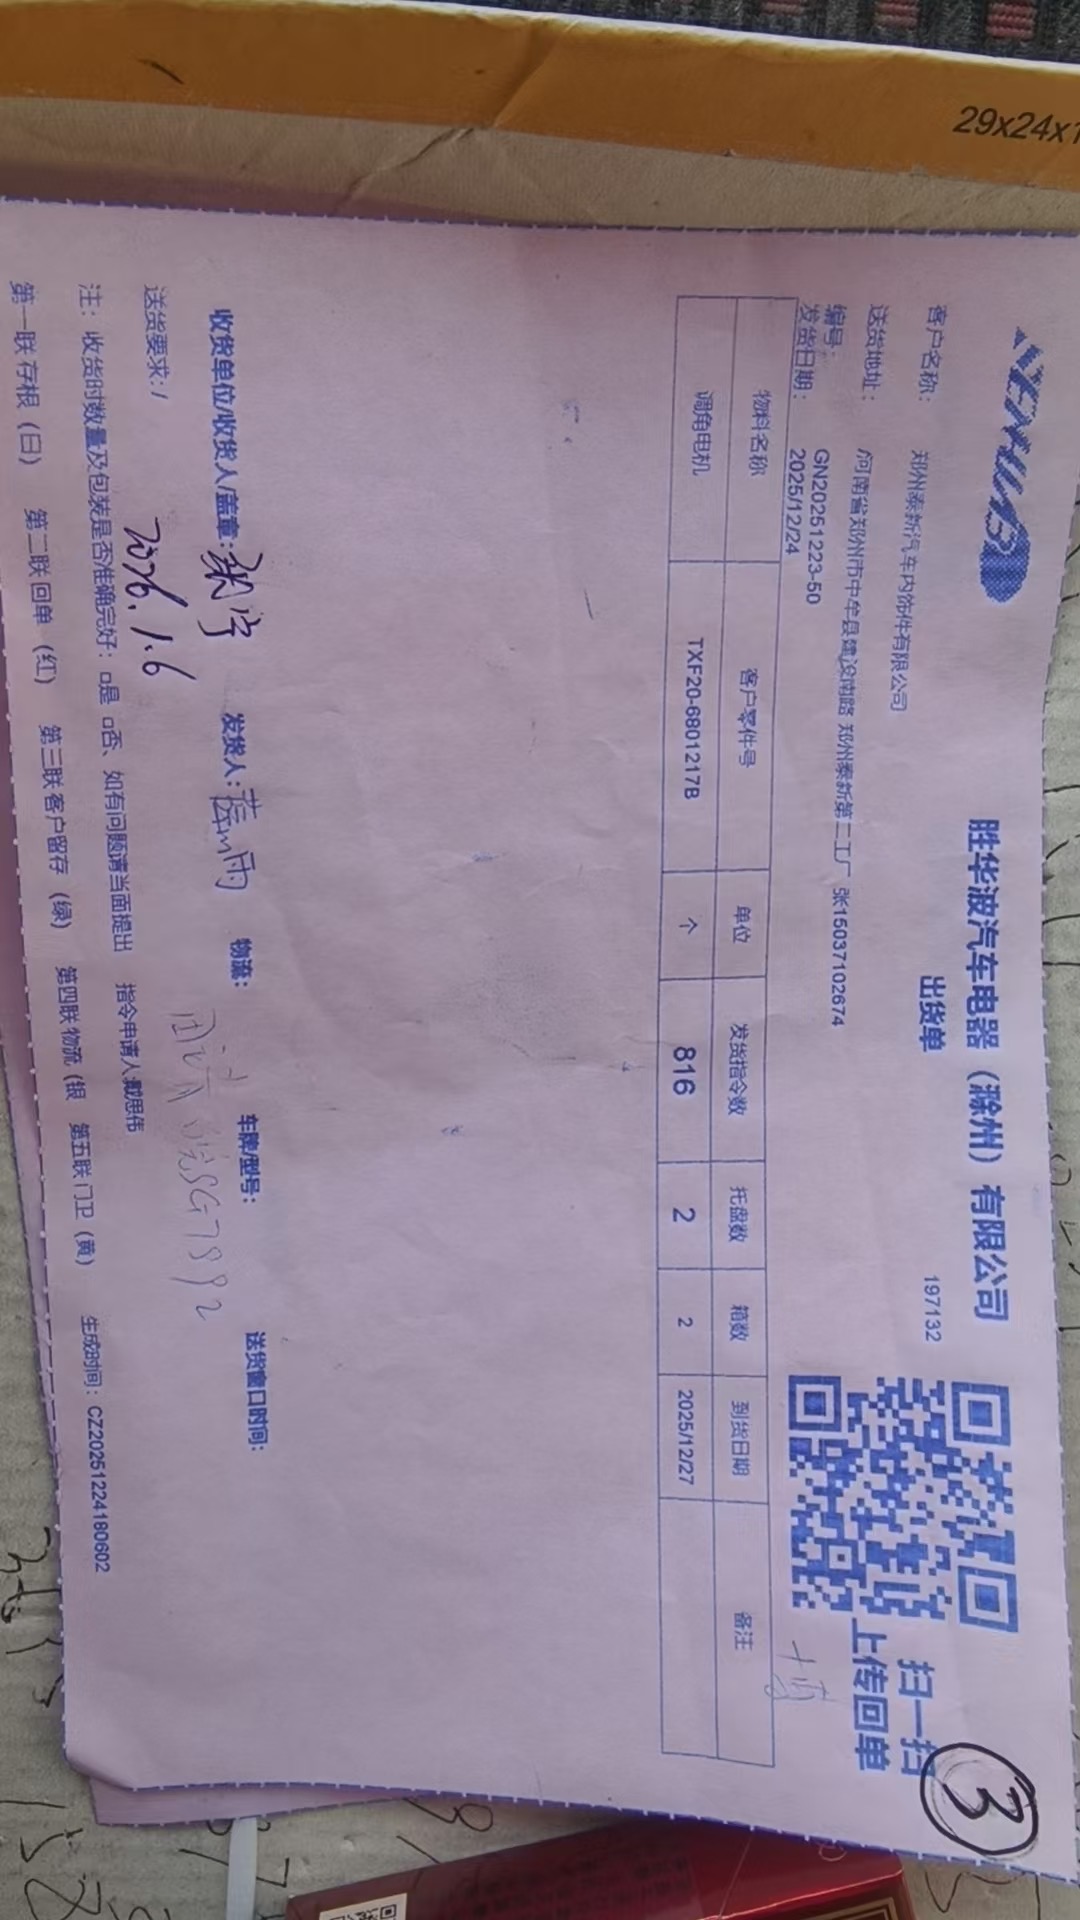 29x24x1
SHENGHUABO
胜华波汽车电器（滁州）有限公司
出货单
197132
扫一扫
上传回单
3
客户名称： 郑州泰新汽车内饰件有限公司
送货地址： 河南省郑州市中牟县建设南路 郑州泰新第二工厂 张15037102674
编号： GN20251223-50
发货日期： 2025/12/24
物料名称 客户零件号 单位 发货指令数 托盘数 箱数 到货日期 备注
调角电机 TXF20-6801217B 个 816 2 2 2025/12/27
收货单位/收货人/盖章： 发货人： 雨 物流： 车牌/型号： 送货窗口时间：
2026.1.6
送货要求：/
注：收货时数量及包装是否准确完好：□是 □否、如有问题请当面提出 指令申请人:戴思伟
第一联 存根（白） 第二联 回单（红） 第三联 客户留存（绿） 第四联 物流（银 第五联 门卫（黄） 生成时间：CZ20251224180602